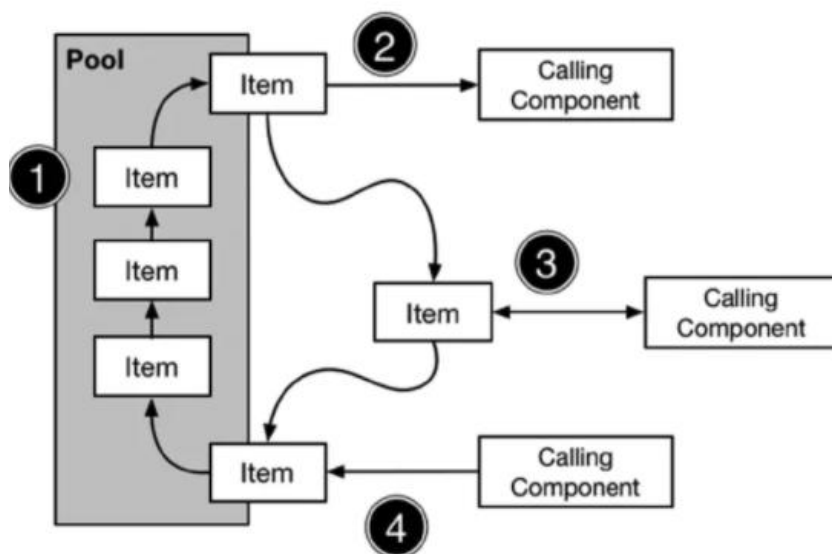 Pool
Item
2
Calling
Component
1
Item
Item
3
Item
Calling
Component
Item
Item
Calling
Component
4